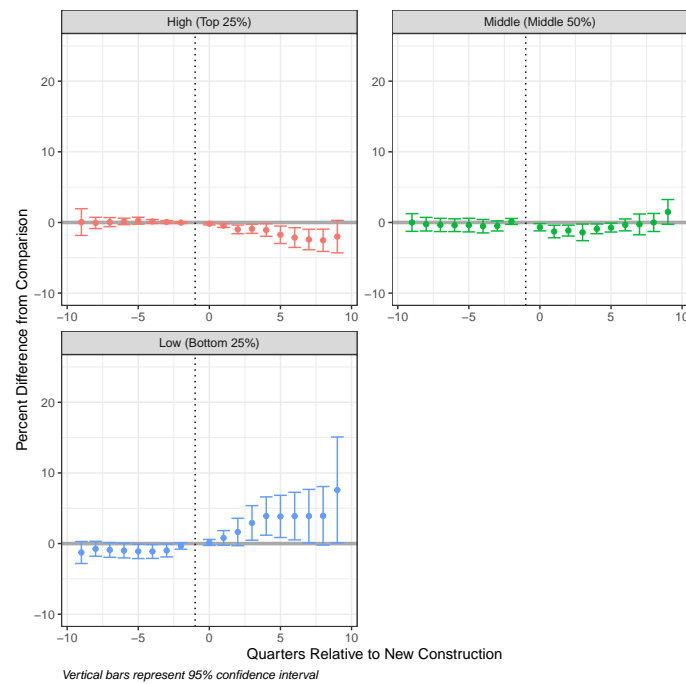 High (Top 25%)
Middle (Middle 50%)
20
10
0
−10
−10 −5 0 5 10
20
10
0
−10
−10 −5 0 5 10
Low (Bottom 25%)
20
10
0
−10
−10 −5 0 5 10
Percent Difference from Comparison
Quarters Relative to New Construction
Vertical bars represent 95% confidence interval